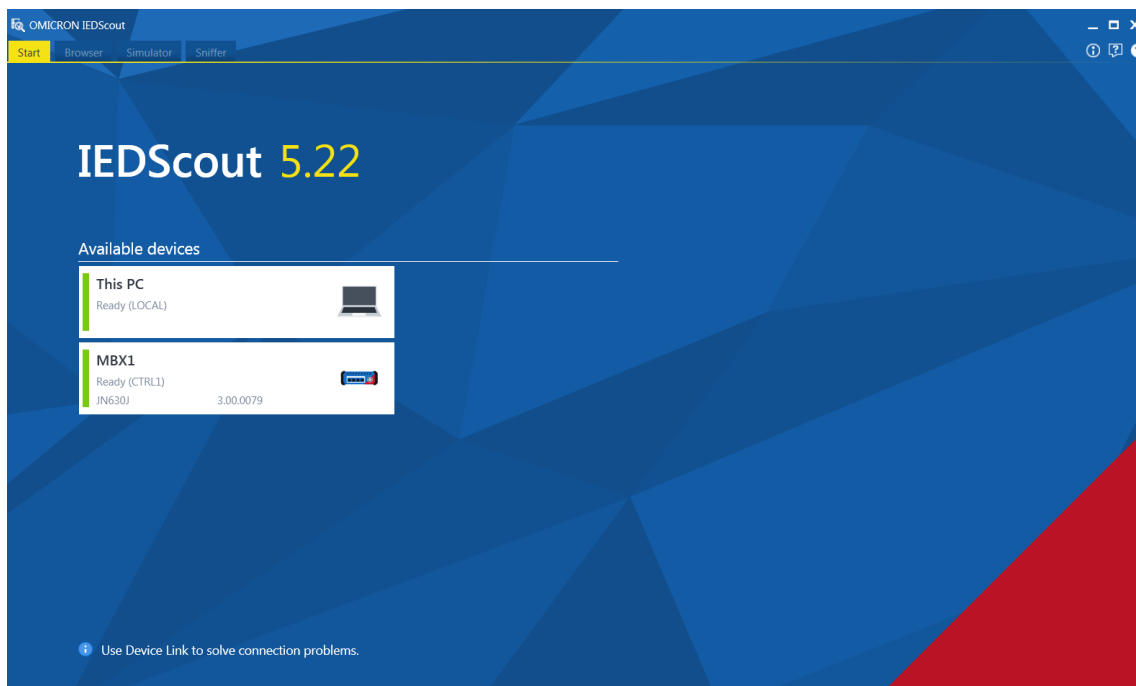 OMICRON IEDScout
Start Browser Simulator Sniffer
IEDScout 5.22
Available devices
This PC
Ready (LOCAL)
MBX1
Ready (CTRL1)
JN630J 3.00.0079
Use Device Link to solve connection problems.